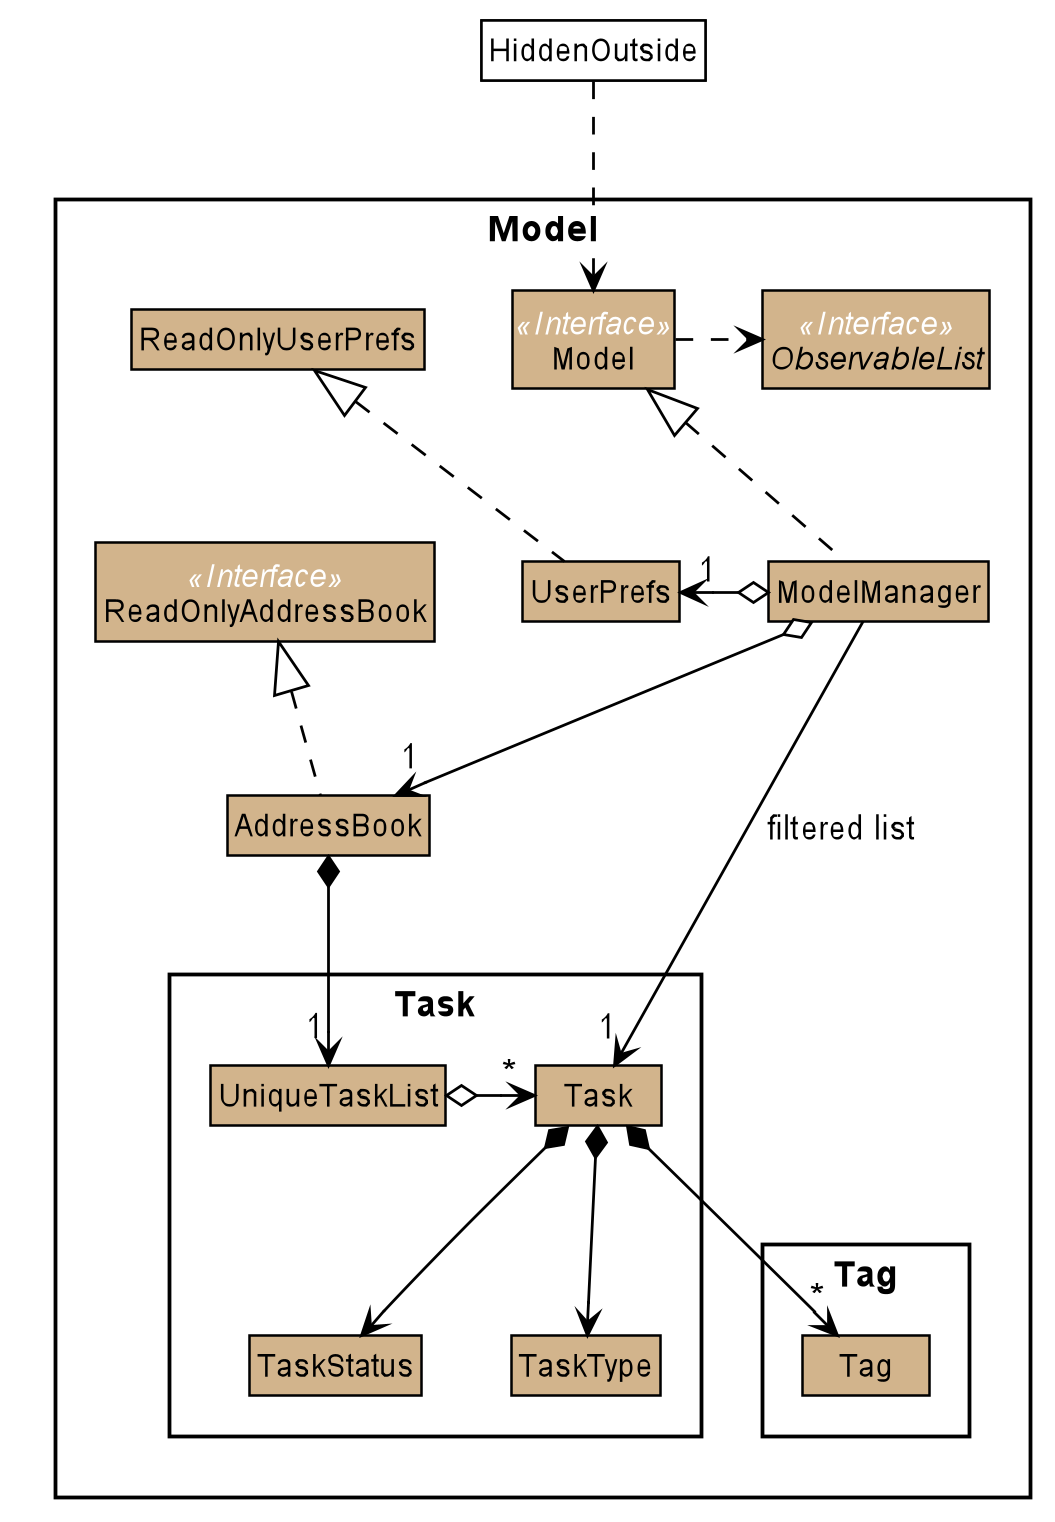 HiddenOutside
Model
«Interface»
Model
«Interface»
ObservableList
ReadOnlyUserPrefs
«Interface»
ReadOnlyAddressBook
UserPrefs
1
ModelManager
1
AddressBook
filtered list
Task
1
1
UniqueTaskList
*
Task
Tag
*
TaskStatus
TaskType
Tag